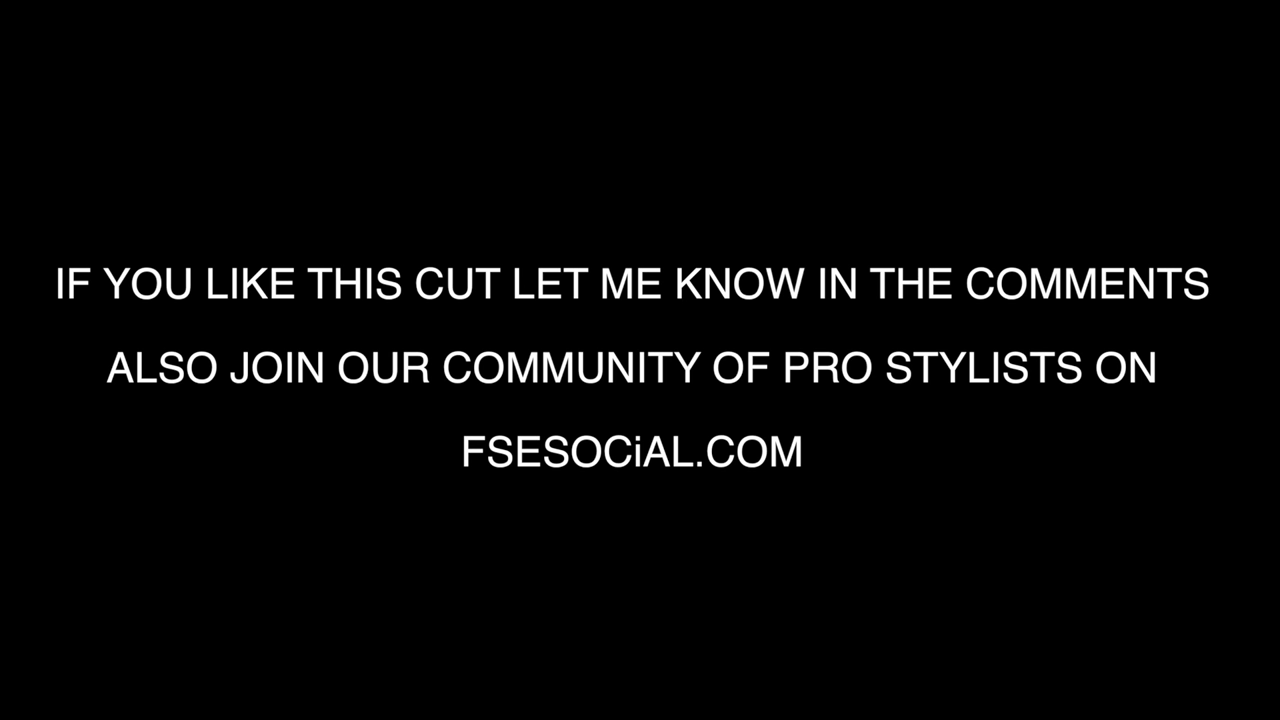 IF YOU LIKE THIS CUT LET ME KNOW IN THE COMMENTS
ALSO JOIN OUR COMMUNITY OF PRO STYLISTS ON
FSESOCiAL.COM